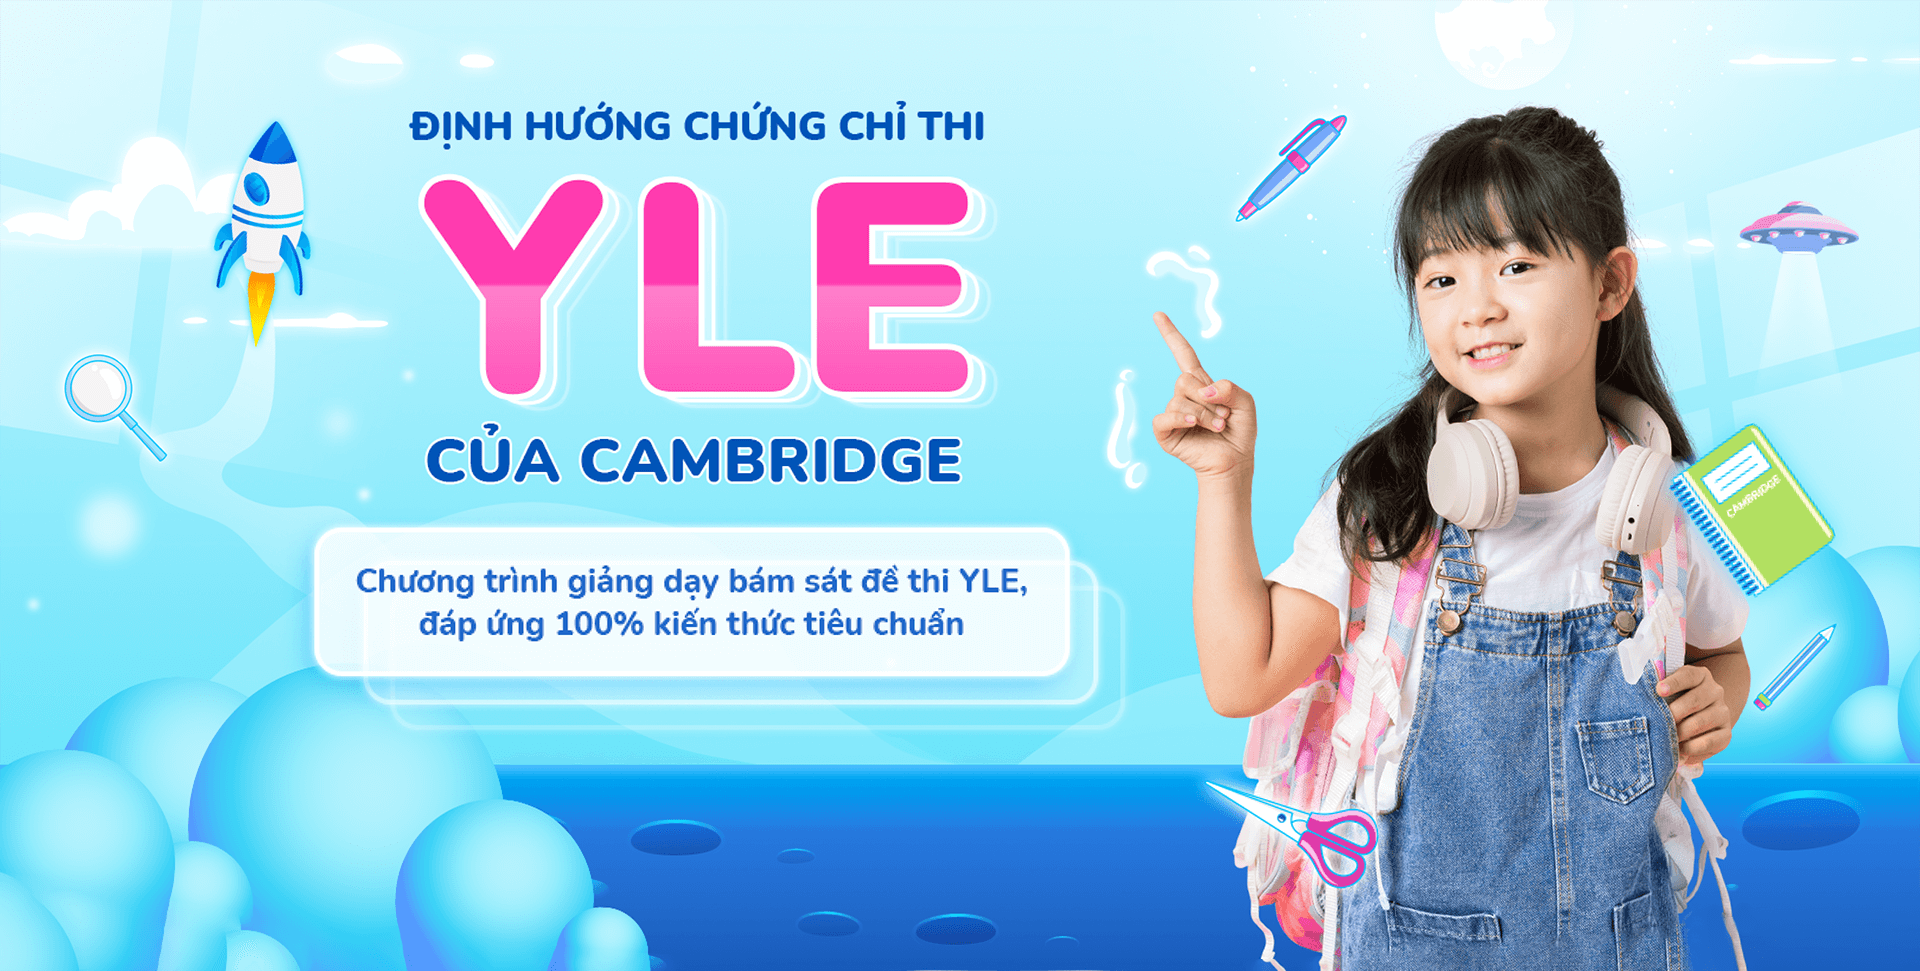 ĐỊNH HƯỚNG CHỨNG CHỈ THI
YLE
CỦA CAMBRIDGE
Chương trình giảng dạy bám sát đề thi YLE,
đáp ứng 100% kiến thức tiêu chuẩn
CAMBRIDGE